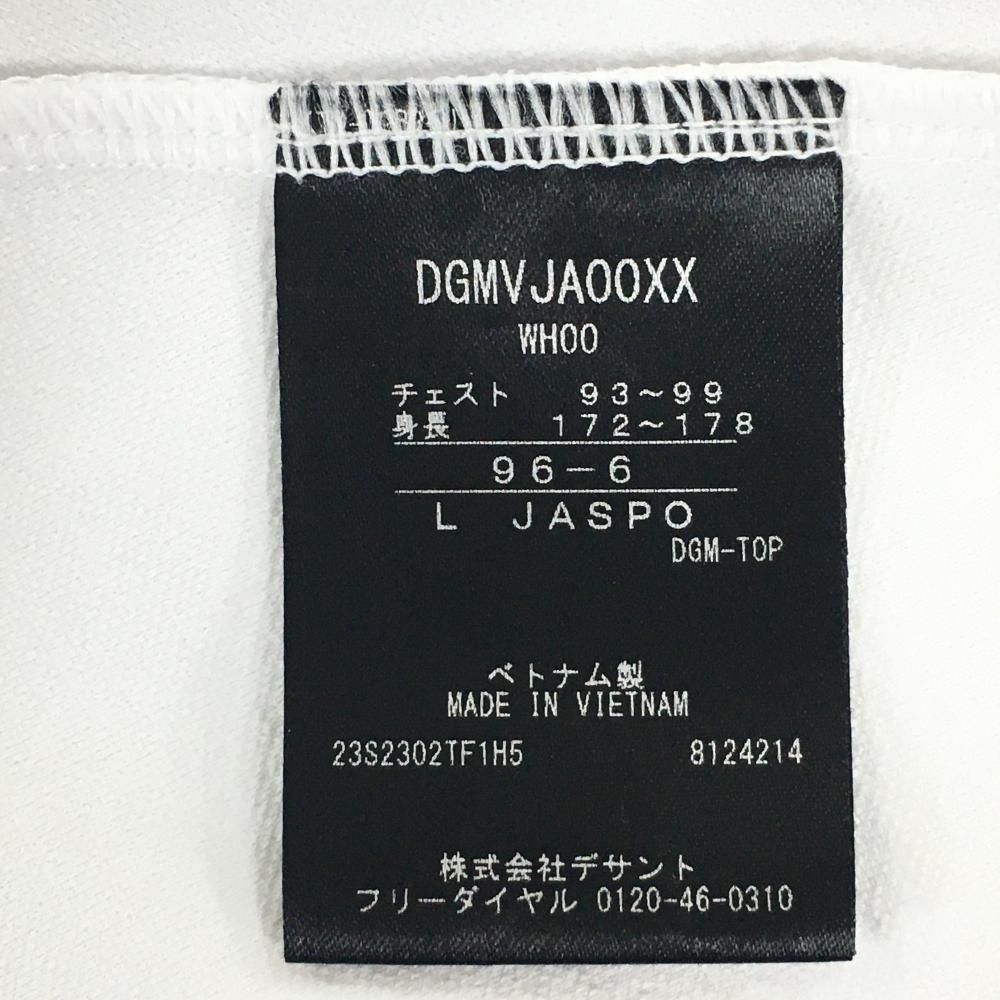 DGMVJA00XX
WH00
チェスト 93~99
身長 172~178
96-6
L JASPO
DGM-TOP
ベトナム製
MADE IN VIETNAM
23S2302TF1H5 8124214
株式会社デサント
フリーダイヤル 0120-46-0310